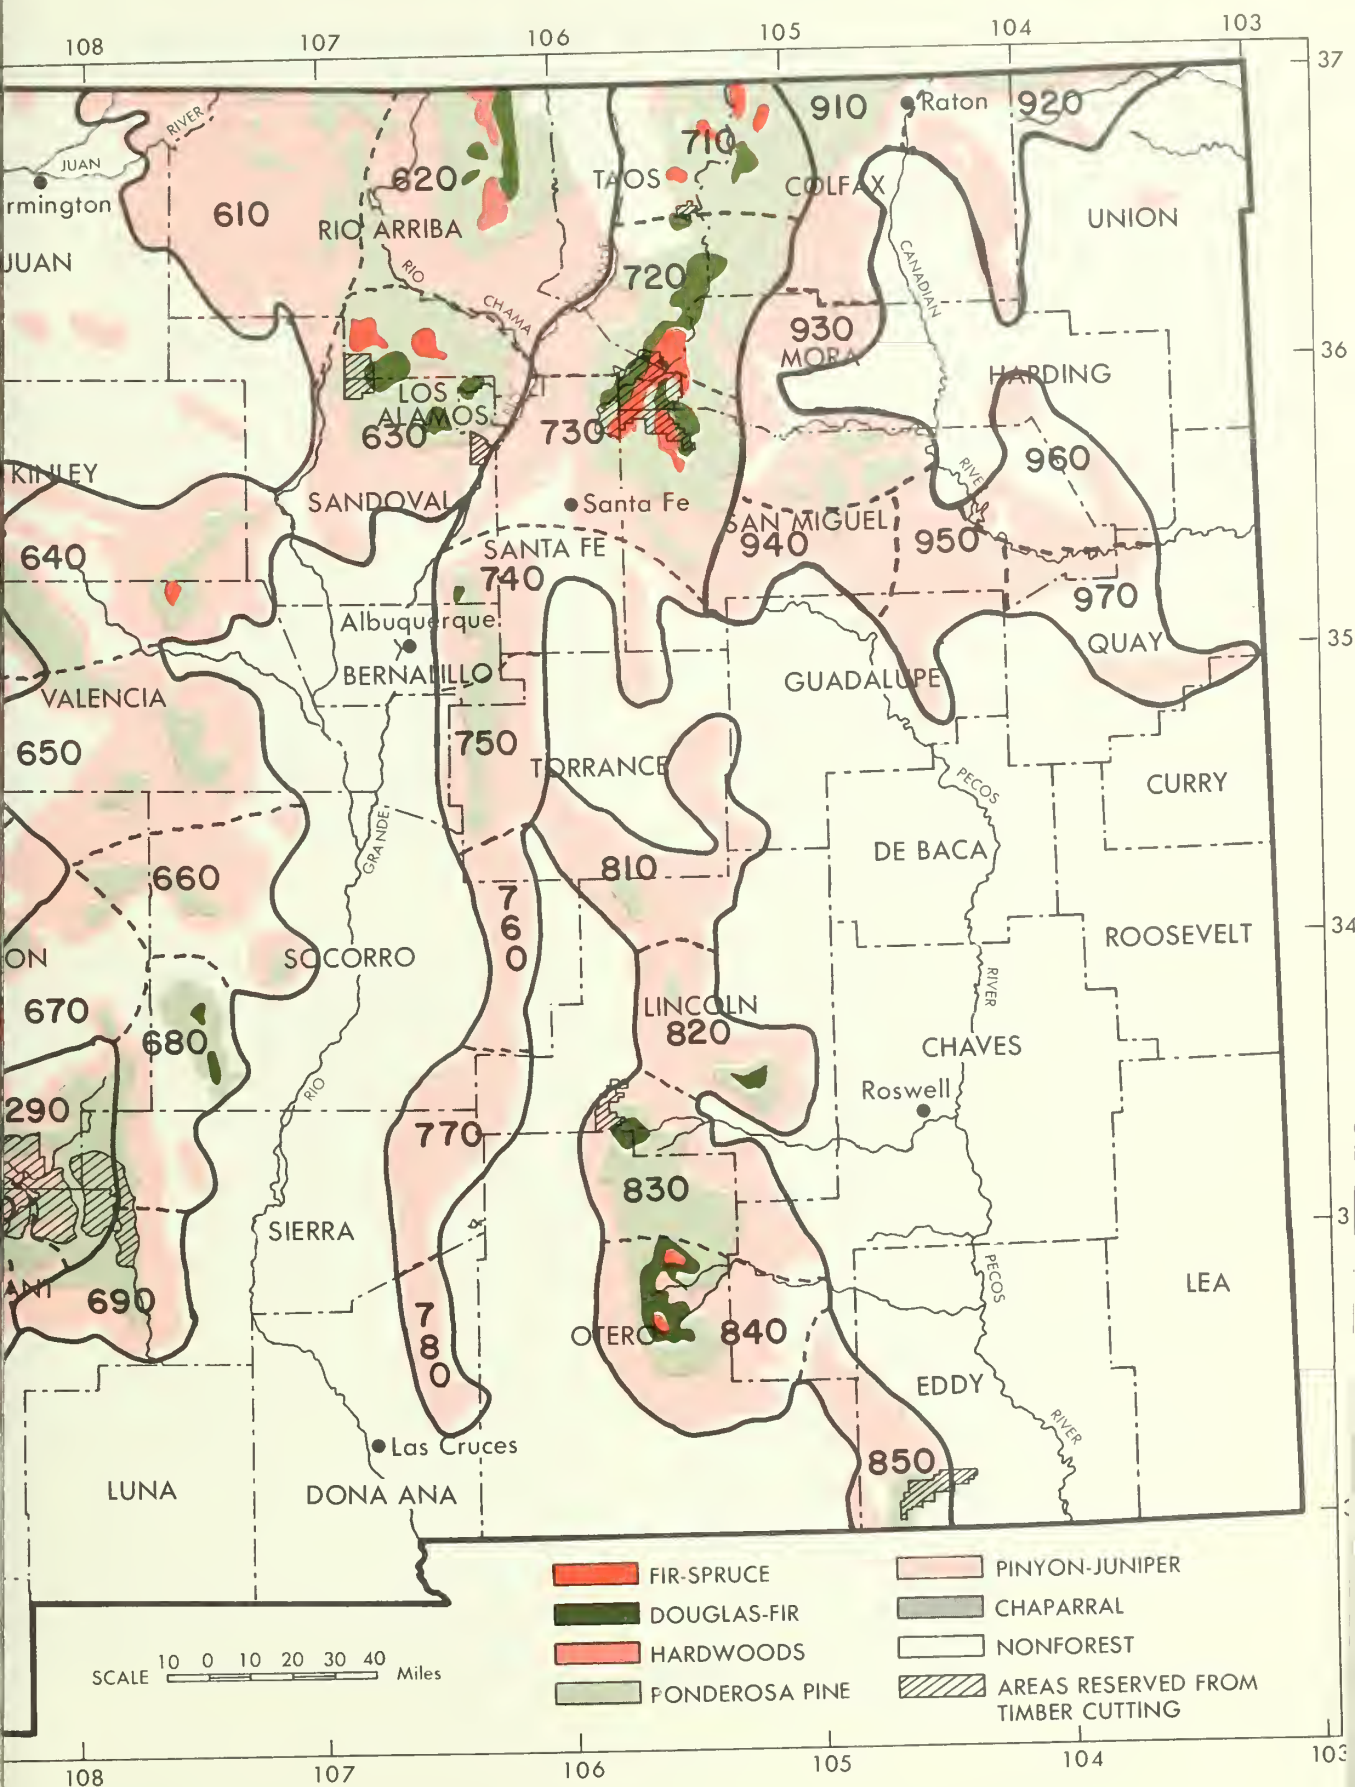 108 107 106 105 104 103
37
910 Raton 920
RIVER
710
JUAN
620 TAOS COLFAX
rmington
610
RIO ARRIBA
UNION
JUAN
RIO
720
CANADIAN
CHAMA
930
MORA
36
HARDING
LOS
ALAMOS
630
730
960
KINLEY
RIVER
SANDOVAL
Santa Fe
SAN MIGUEL
940 950
640
SANTA FE
740
970
Albuquerque
35
QUAY
BERNALILLO
GUADALUPE
VALENCIA
650
750
TORRANCE
PECOS
CURRY
GRANDE
DE BACA
660
810
760
34
ON
SOCORRO
ROOSEVELT
RIVER
670
LINCOLN
820
680
CHAVES
RIO
Roswell
290
770
830
3
SIERRA
PECOS
LEA
ANT
690
780
OTERO
840
EDDY
RIVER
Las Cruces
850
LUNA
DONA ANA
3
FIR-SPRUCE
DOUGLAS-FIR
HARDWOODS
PONDEROSA PINE
PINYON-JUNIPER
CHAPARRAL
NONFOREST
AREAS RESERVED FROM
TIMBER CUTTING
SCALE 10 0 10 20 30 40 Miles
108 107 106 105 104 103